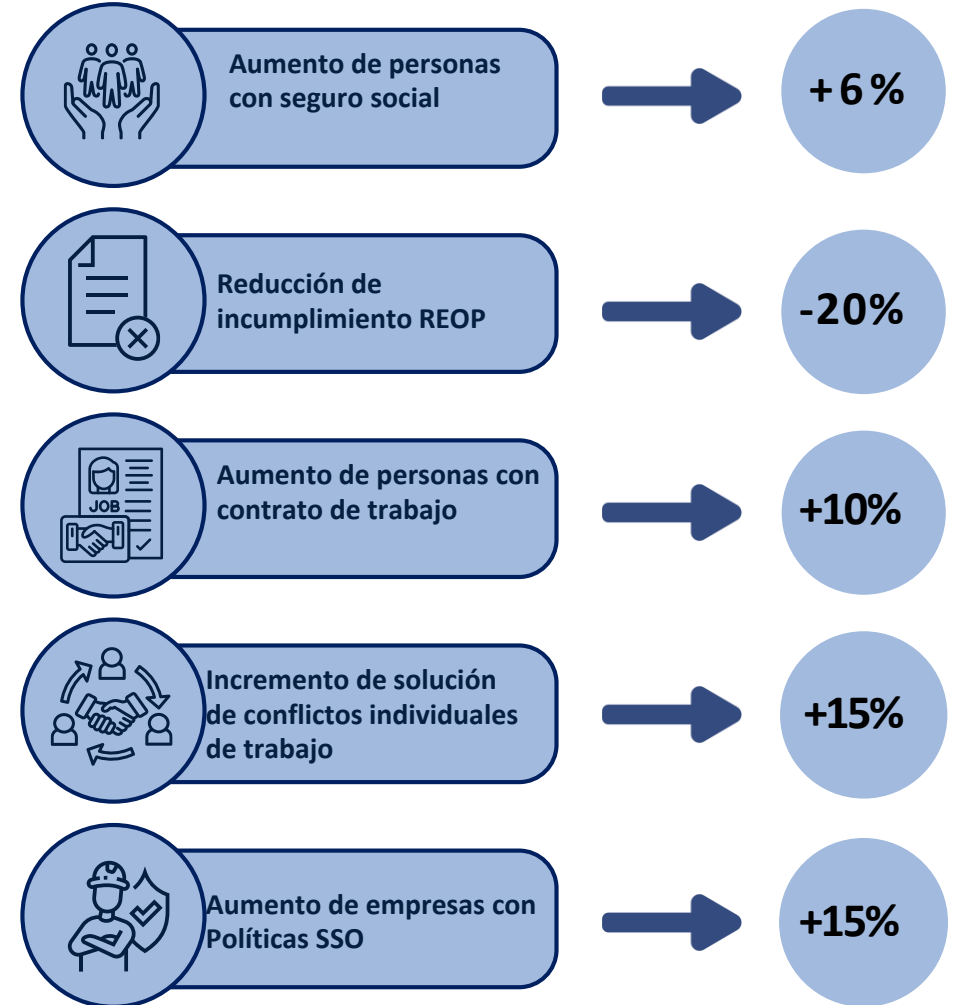 Aumento de personas
con seguro social
+6%
Reducción de
incumplimiento REOP
-20%
JOB
Aumento de personas con
contrato de trabajo
+10%
Incremento de solución
de conflictos individuales
de trabajo
+15%
Aumento de empresas con
Políticas SSO
+15%